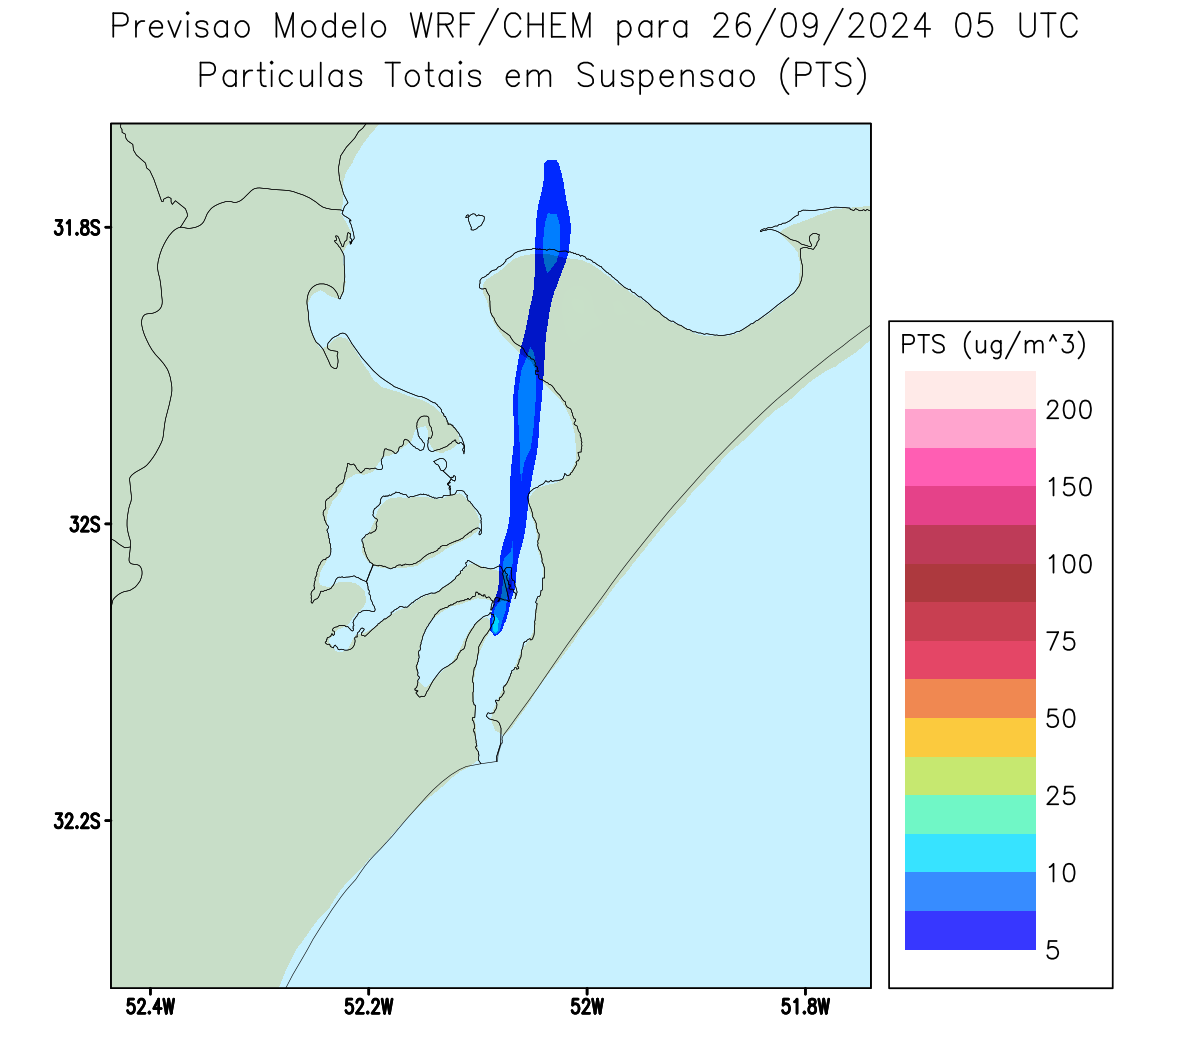 Previsao Modelo WRF/CHEM para 26/09/2024 05 UTC
Particulas Totais em Suspensao (PTS)
31.8S
32S
32.2S
52.4W
52.2W
52W
51.8W
PTS (ug/m^3)
200
150
100
75
50
25
10
5